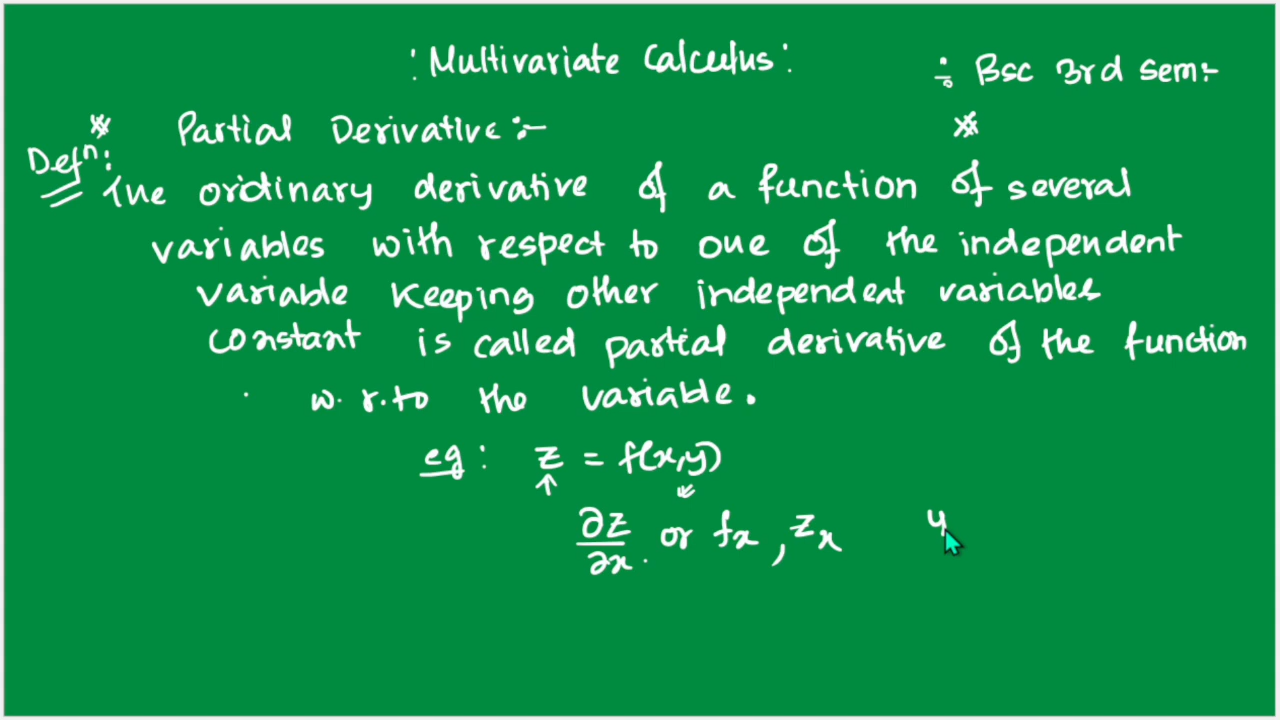 : Multivariate Calculus :
÷ Bsc 3rd sem:-
* Partial Derivative :- *
Defⁿ:
The ordinary derivative of a function of several
variables with respect to one of the independent
variable keeping other independent variables
constant is called partial derivative of the function
w. r. to the variable.
eg : z = f(x,y)
∂z/∂x or fx , zx y